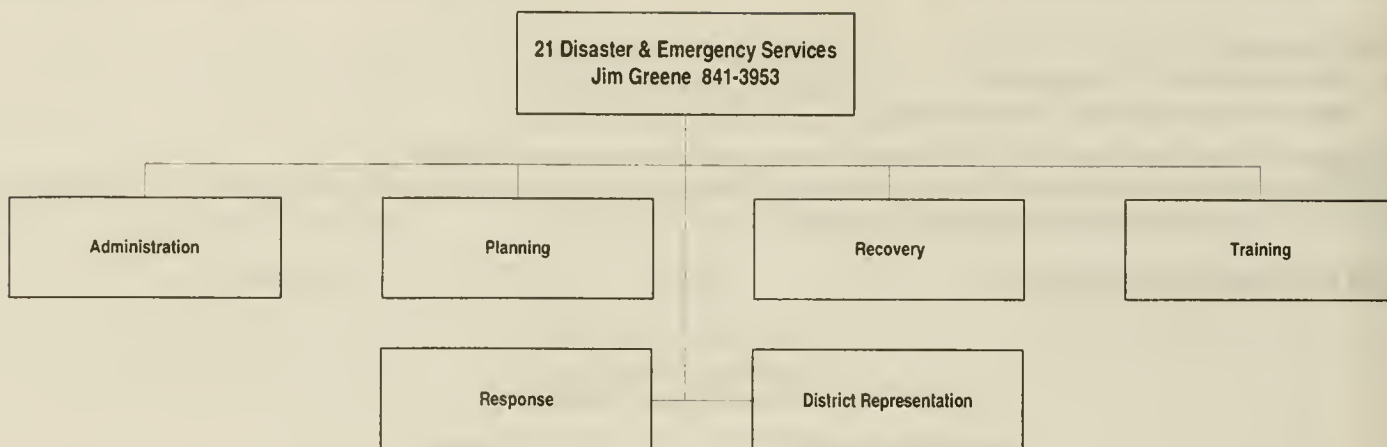 21 Disaster & Emergency Services
Jim Greene 841-3953
Administration
Planning
Recovery
Training
Response
District Representation